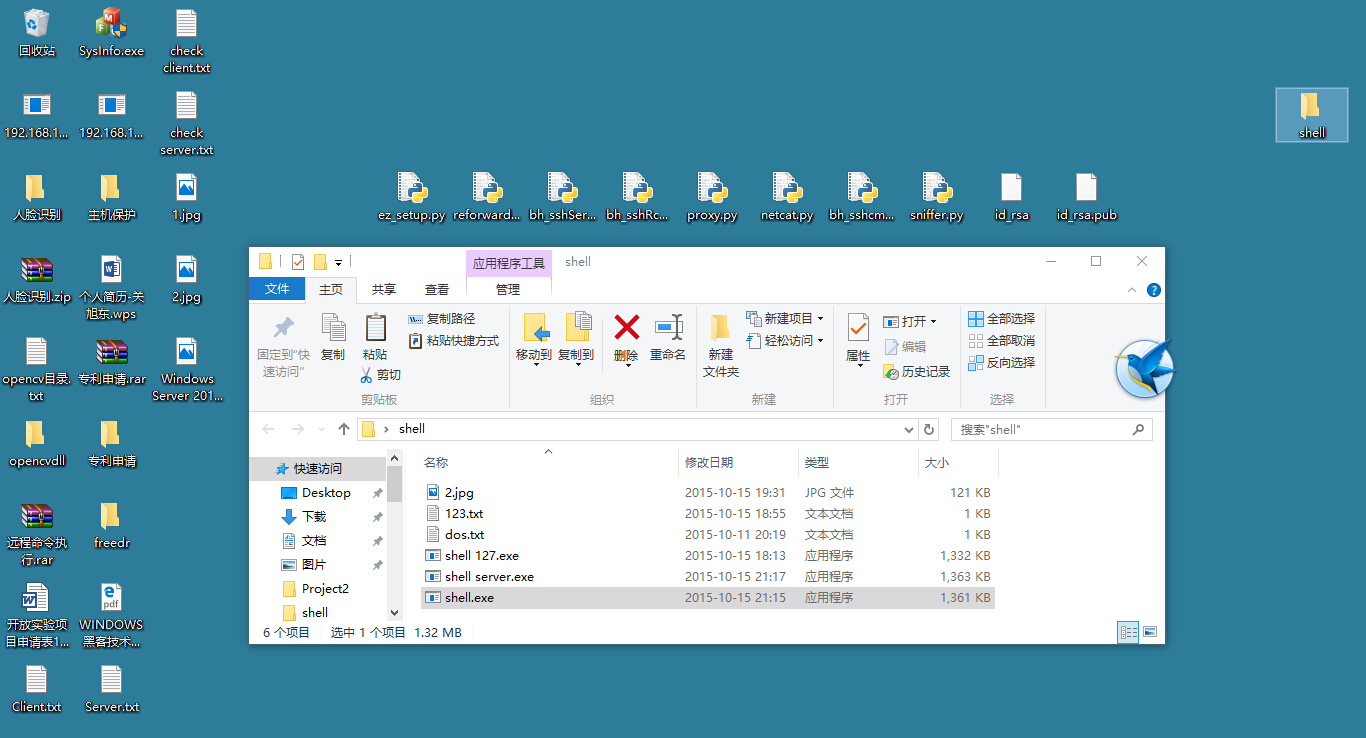 回收站
SysInfo.exe
check
client.txt
192.168.1...
192.168.1...
check
server.txt
shell
人脸识别
主机保护
1.jpg
ez_setup.py
reforward...
bh_sshSer...
bh_sshRc...
proxy.py
netcat.py
bh_sshcm...
sniffer.py
id_rsa
id_rsa.pub
人脸识别.zip
个人简历-关
旭东.wps
2.jpg
opencv目录.
txt
专利申请.rar
Windows
Server 201...
opencvdll
专利申请
远程命令执
行.rar
freedr
开放实验项
目申请表1...
pdf
WINDOWS
黑客技术...
Client.txt
Server.txt
应用程序工具
shell
文件
主页
共享
查看
管理
固定到"快
速访问"
复制
粘贴
复制路径
粘贴快捷方式
剪切
剪贴板
移动到
复制到
删除
重命名
组织
新建
文件夹
新建项目
轻松访问
新建
属性
打开
编辑
历史记录
打开
全部选择
全部取消
反向选择
选择
shell
搜索"shell"
快速访问
Desktop
下载
文档
图片
Project2
shell
名称 修改日期 类型 大小
2.jpg 2015-10-15 19:31 JPG 文件 121 KB
123.txt 2015-10-15 18:55 文本文档 1 KB
dos.txt 2015-10-11 20:19 文本文档 1 KB
shell 127.exe 2015-10-15 18:13 应用程序 1,332 KB
shell server.exe 2015-10-15 21:17 应用程序 1,363 KB
shell.exe 2015-10-15 21:15 应用程序 1,361 KB
6 个项目 选中 1 个项目 1.32 MB